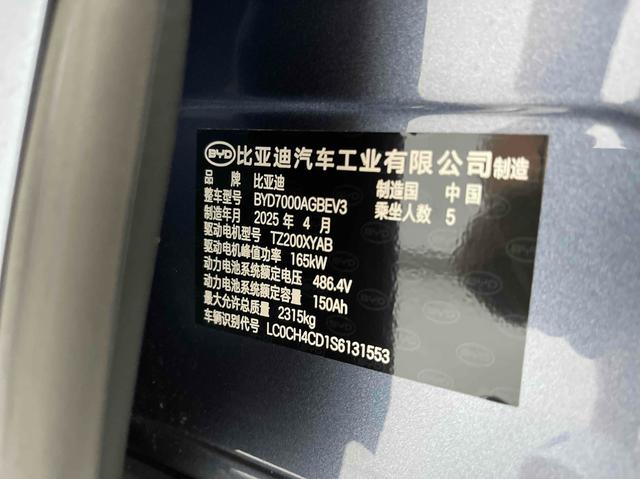 BYD 比亚迪汽车工业有限公司制造
品 牌 比亚迪 制造国 中 国
整车型号 BYD7000AGBEV3 乘坐人数 5
制造年月 2025 年 4 月
驱动电机型号 TZ200XYAB
驱动电机峰值功率 165kW
动力电池系统额定电压 486.4V
动力电池系统额定容量 150Ah
最大允许总质量 2315kg
车辆识别代号 LC0CH4CD1S6131553